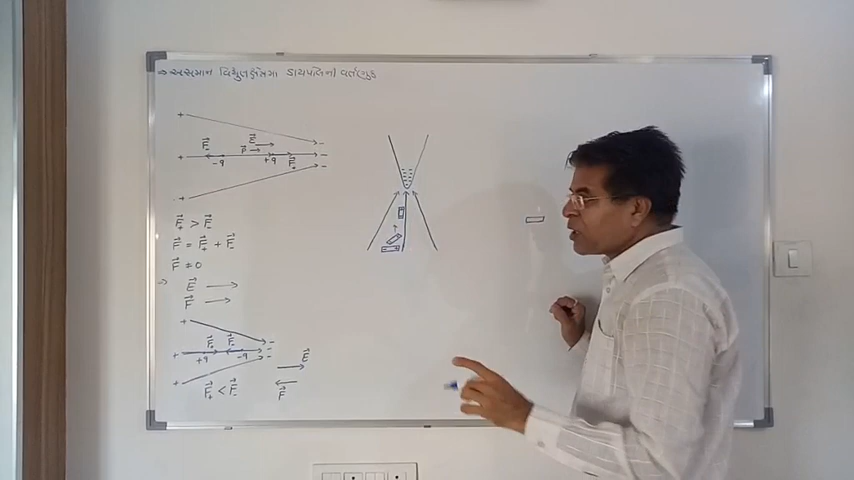 ⇒ અસમાન વિદ્યુતક્ષેત્રમાં ડાયપોલની વર્તણૂક
+ −
F⃗₋ E⃗
P⃗
+ −q +q F⃗₊ −
+ −
F⃗₊ > F⃗₋
F⃗ = F⃗₊ + F⃗₋
F⃗ ≠ 0
→ E⃗ →
F⃗ →
+ −
F⃗₊ F⃗₋
+ +q −q −
+
E⃗
F⃗₊ < F⃗₋
F⃗